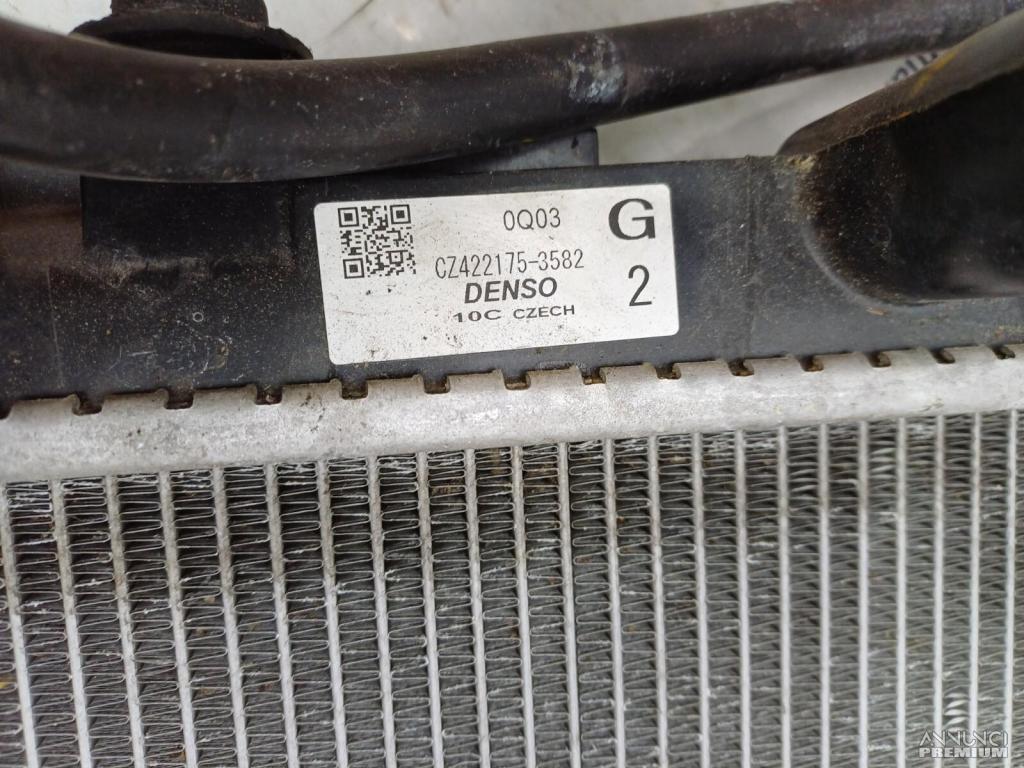 0Q03
G
CZ422175-3582
DENSO
2
10C CZECH
ANNUNCI
PREMIUM